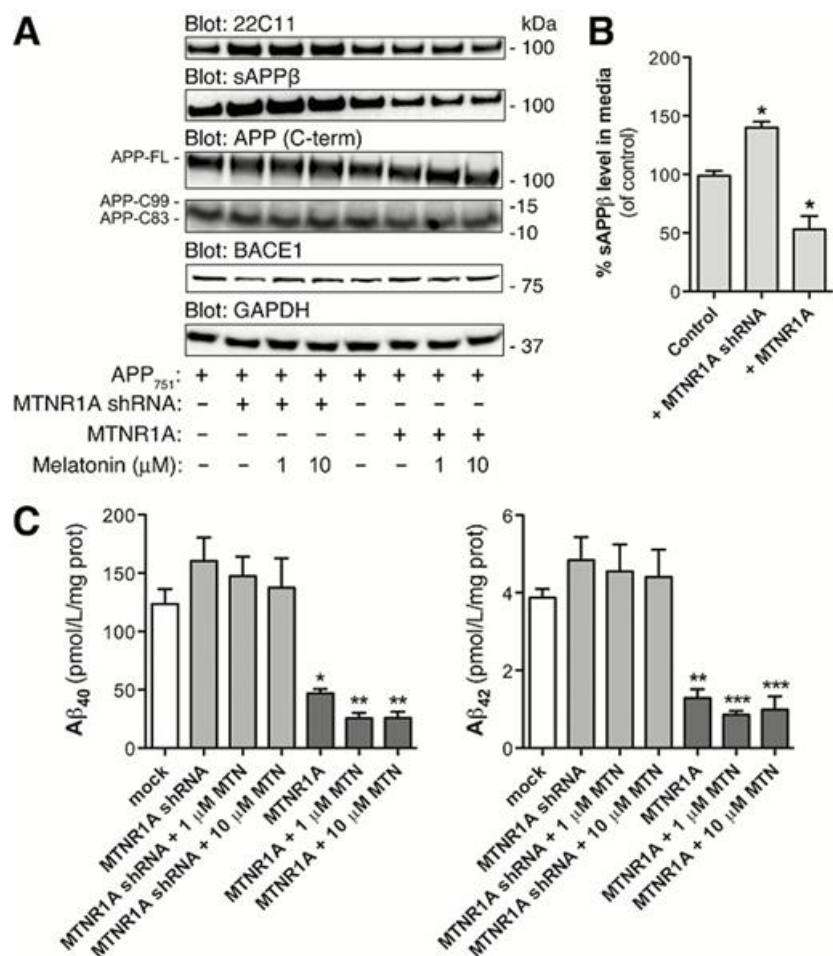 A
Blot: 22C11
kDa
- 100
Blot: sAPPβ
- 100
Blot: APP (C-term)
APP-FL -
- 100
APP-C99 -
APP-C83 -
- 15
- 10
Blot: BACE1
- 75
Blot: GAPDH
- 37
APP751: + + + + + + + +
MTNR1A shRNA: - + + + - - - -
MTNR1A: - - - - - + + +
Melatonin (μM): - - 1 10 - - 1 10
B
% sAPPβ level in media
(of control)
200
150
100
50
0
*
*
Control
+ MTNR1A shRNA
+ MTNR1A
C
Aβ40 (pmol/L/mg prot)
200
150
100
50
0
*
**
**
mock
MTNR1A shRNA
MTNR1A shRNA + 1 μM MTN
MTNR1A shRNA + 10 μM MTN
MTNR1A
MTNR1A + 1 μM MTN
MTNR1A + 10 μM MTN
Aβ42 (pmol/L/mg prot)
6
4
2
0
**
***
***
mock
MTNR1A shRNA
MTNR1A shRNA + 1 μM MTN
MTNR1A shRNA + 10 μM MTN
MTNR1A
MTNR1A + 1 μM MTN
MTNR1A + 10 μM MTN